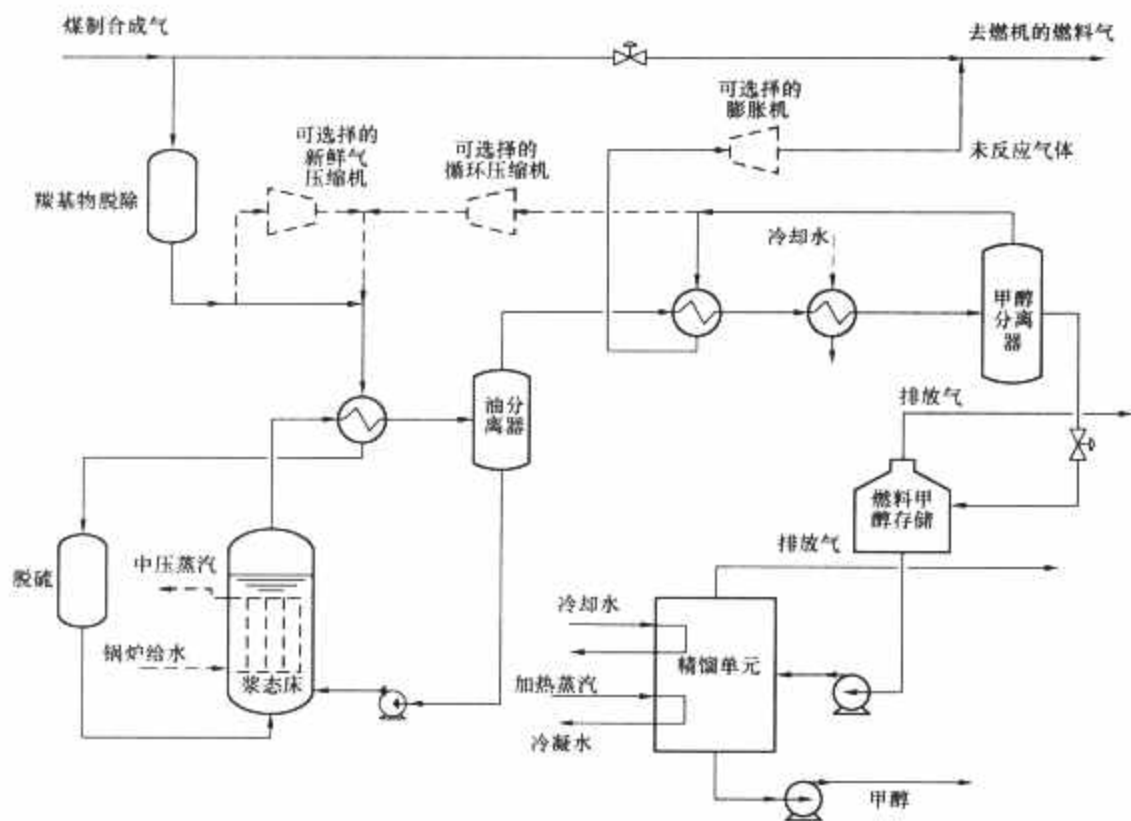 煤制合成气
去燃机的燃料气
可选择的
膨胀机
可选择的
新鲜气
压缩机
可选择的
循环压缩机
未反应气体
羰基物脱除
冷却水
甲醇
分离
器
油分
离器
排放气
燃料甲
醇存储
脱硫
中压蒸汽
排放气
冷却水
锅炉给水
精馏单元
浆态床
加热蒸汽
冷凝水
甲醇